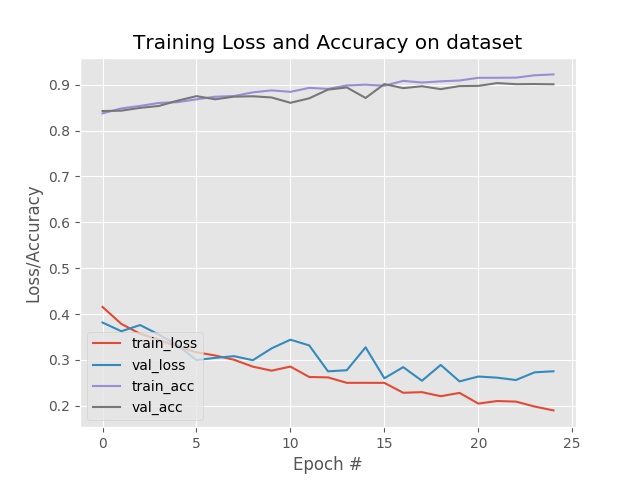 Training Loss and Accuracy on dataset
Loss/Accuracy
0.9
0.8
0.7
0.6
0.5
0.4
0.3
0.2
train_loss
val_loss
train_acc
val_acc
0 5 10 15 20 25
Epoch #